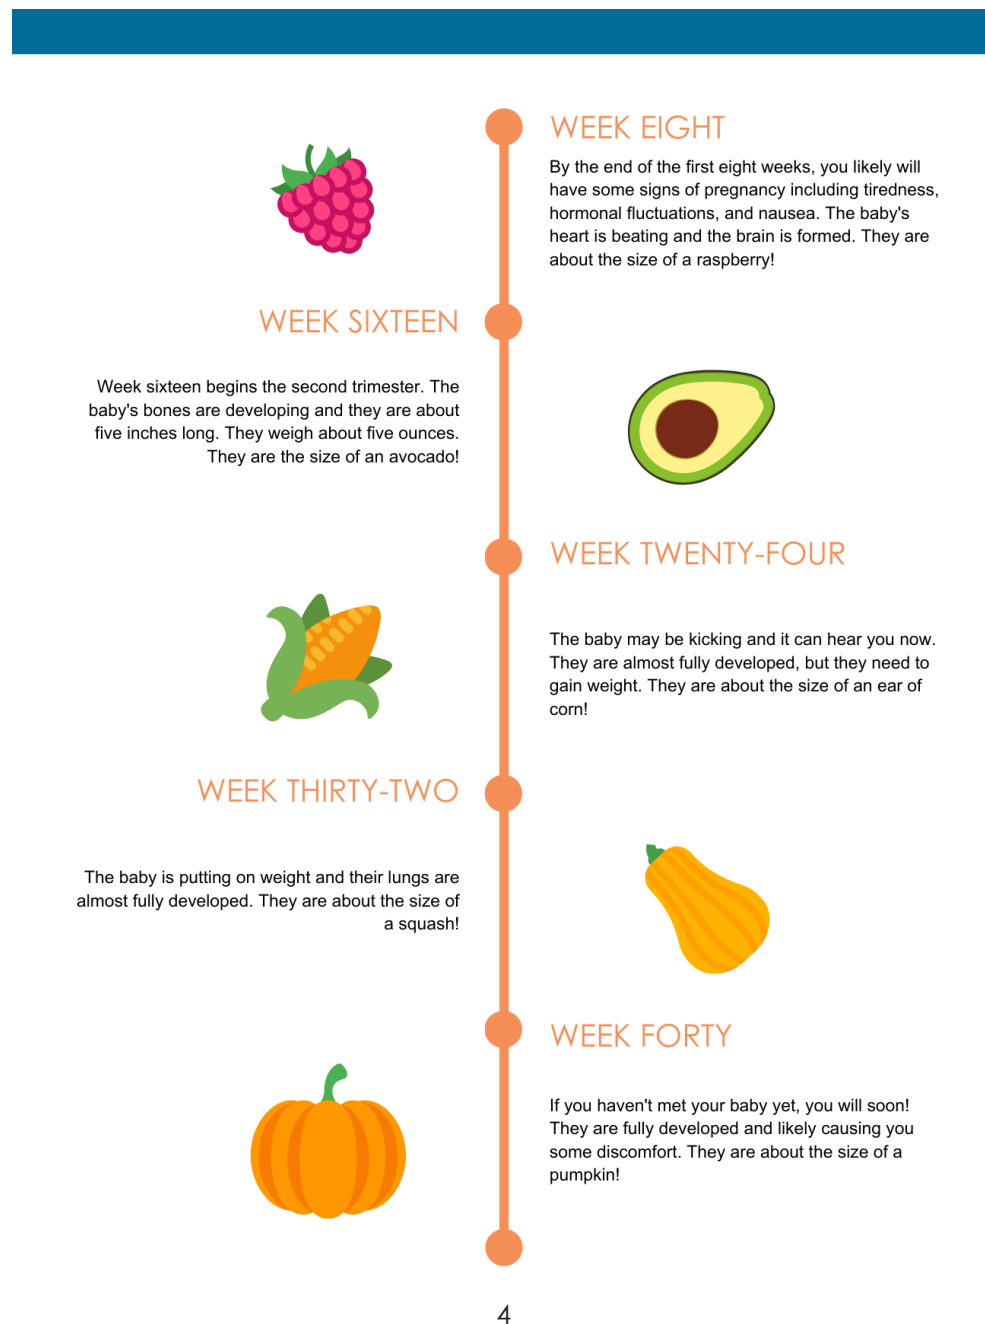 WEEK EIGHT
By the end of the first eight weeks, you likely will
have some signs of pregnancy including tiredness,
hormonal fluctuations, and nausea. The baby's
heart is beating and the brain is formed. They are
about the size of a raspberry!
WEEK SIXTEEN
Week sixteen begins the second trimester. The
baby's bones are developing and they are about
five inches long. They weigh about five ounces.
They are the size of an avocado!
WEEK TWENTY-FOUR
The baby may be kicking and it can hear you now.
They are almost fully developed, but they need to
gain weight. They are about the size of an ear of
corn!
WEEK THIRTY-TWO
The baby is putting on weight and their lungs are
almost fully developed. They are about the size of
a squash!
WEEK FORTY
If you haven't met your baby yet, you will soon!
They are fully developed and likely causing you
some discomfort. They are about the size of a
pumpkin!
4